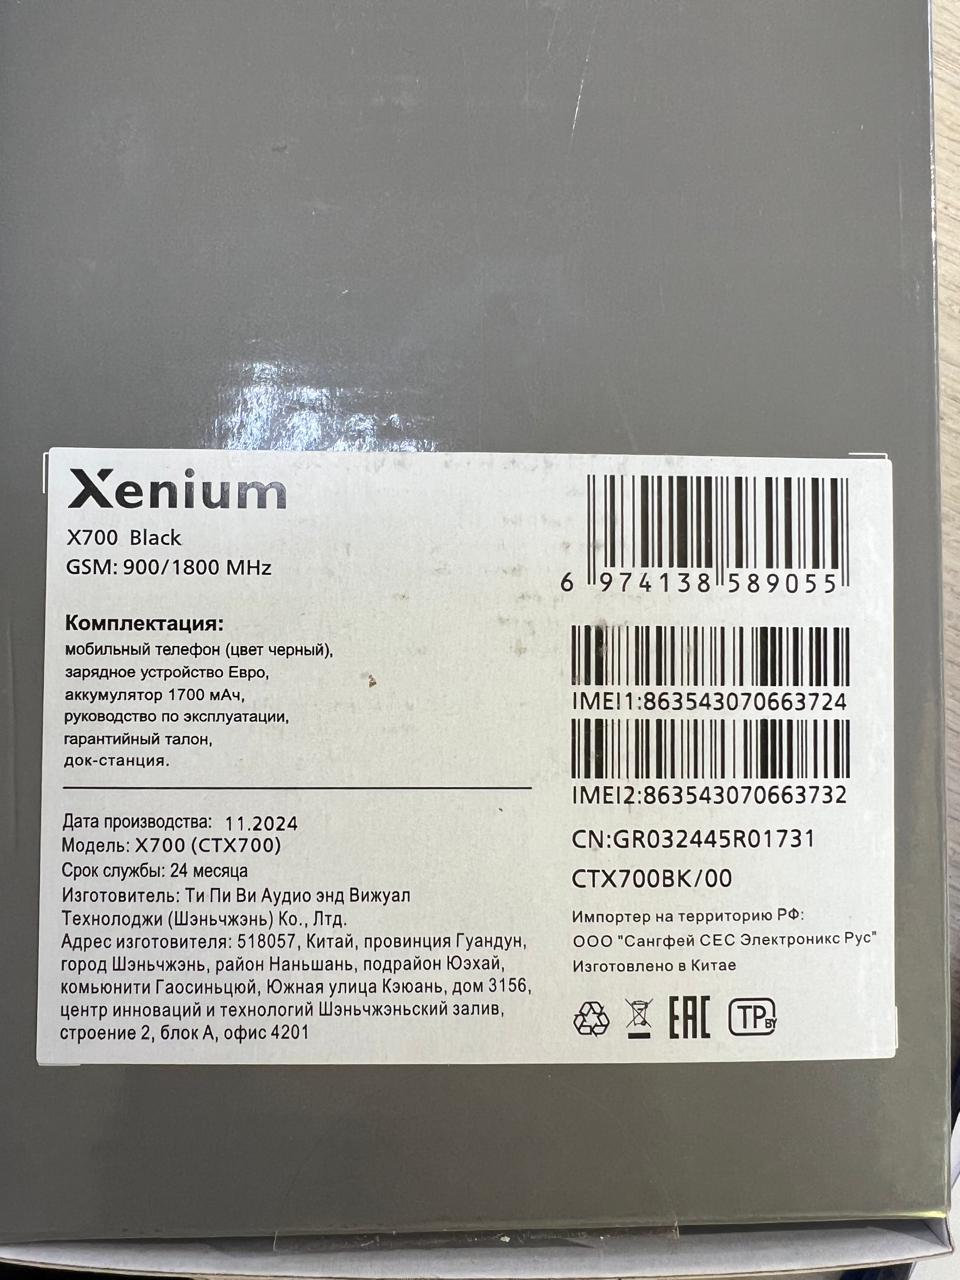 Xenium
X700 Black
GSM: 900/1800 MHz
Комплектация:
мобильный телефон (цвет черный),
зарядное устройство Евро,
аккумулятор 1700 мАч,
руководство по эксплуатации,
гарантийный талон,
док-станция.
Дата производства: 11.2024
Модель: X700 (CTX700)
Срок службы: 24 месяца
Изготовитель: Ти Пи Ви Аудио энд Вижуал
Технолоджи (Шэньчжэнь) Ко., Лтд.
Адрес изготовителя: 518057, Китай, провинция Гуандун,
город Шэньчжэнь, район Наньшань, подрайон Юэхай,
комьюнити Гаосиньцюй, Южная улица Кэюань, дом 3156,
центр инноваций и технологий Шэньчжэньский залив,
строение 2, блок А, офис 4201
6 974138 589055
IMEI1:863543070663724
IMEI2:863543070663732
CN:GR032445R01731
CTX700BK/00
Импортер на территорию РФ:
ООО "Сангфей СЕС Электроникс Рус"
Изготовлено в Китае
EAC TP BY